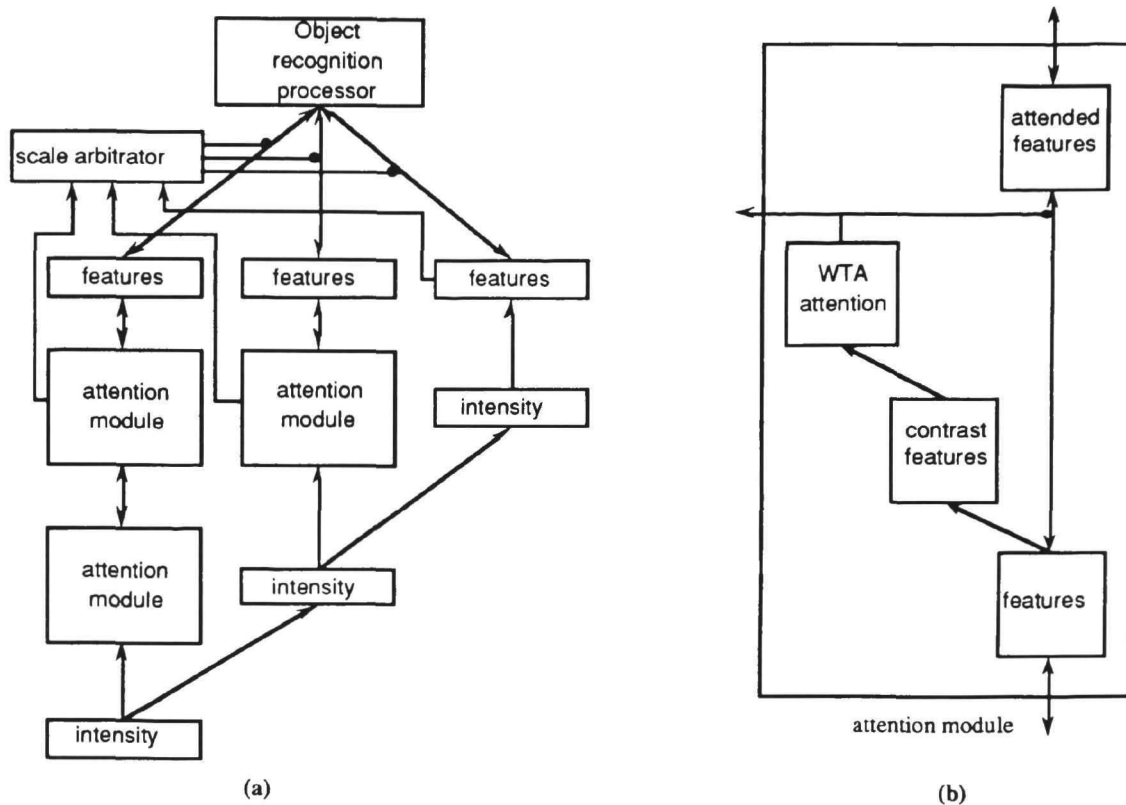 Object
recognition
processor
scale arbitrator
features
features
features
attention
module
attention
module
intensity
attention
module
intensity
intensity
(a)
attended
features
WTA
attention
contrast
features
features
attention module
(b)